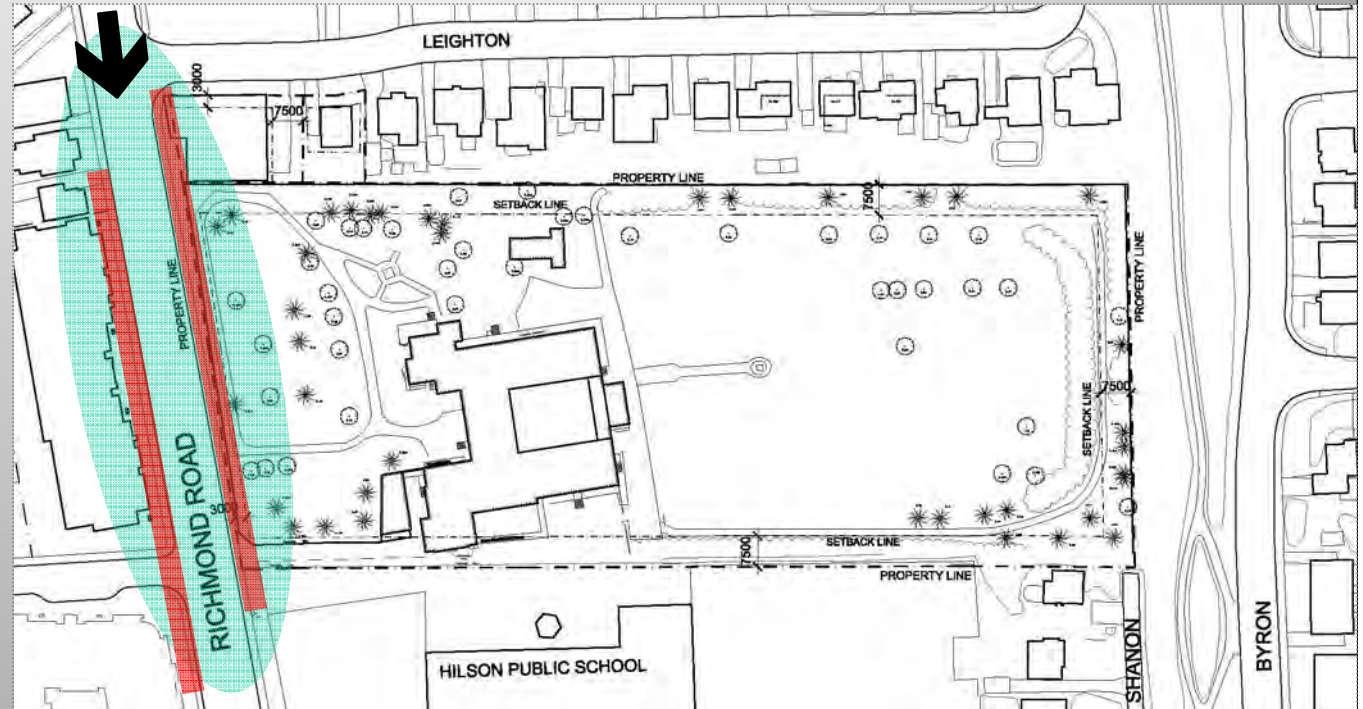 LEIGHTON
3000
7500
PROPERTY LINE
SETBACK LINE
7500
PROPERTY LINE
PROPERTY LINE
SETBACK LINE
7500
RICHMOND ROAD
3000
SETBACK LINE
7500
PROPERTY LINE
HILSON PUBLIC SCHOOL
SHANON
BYRON